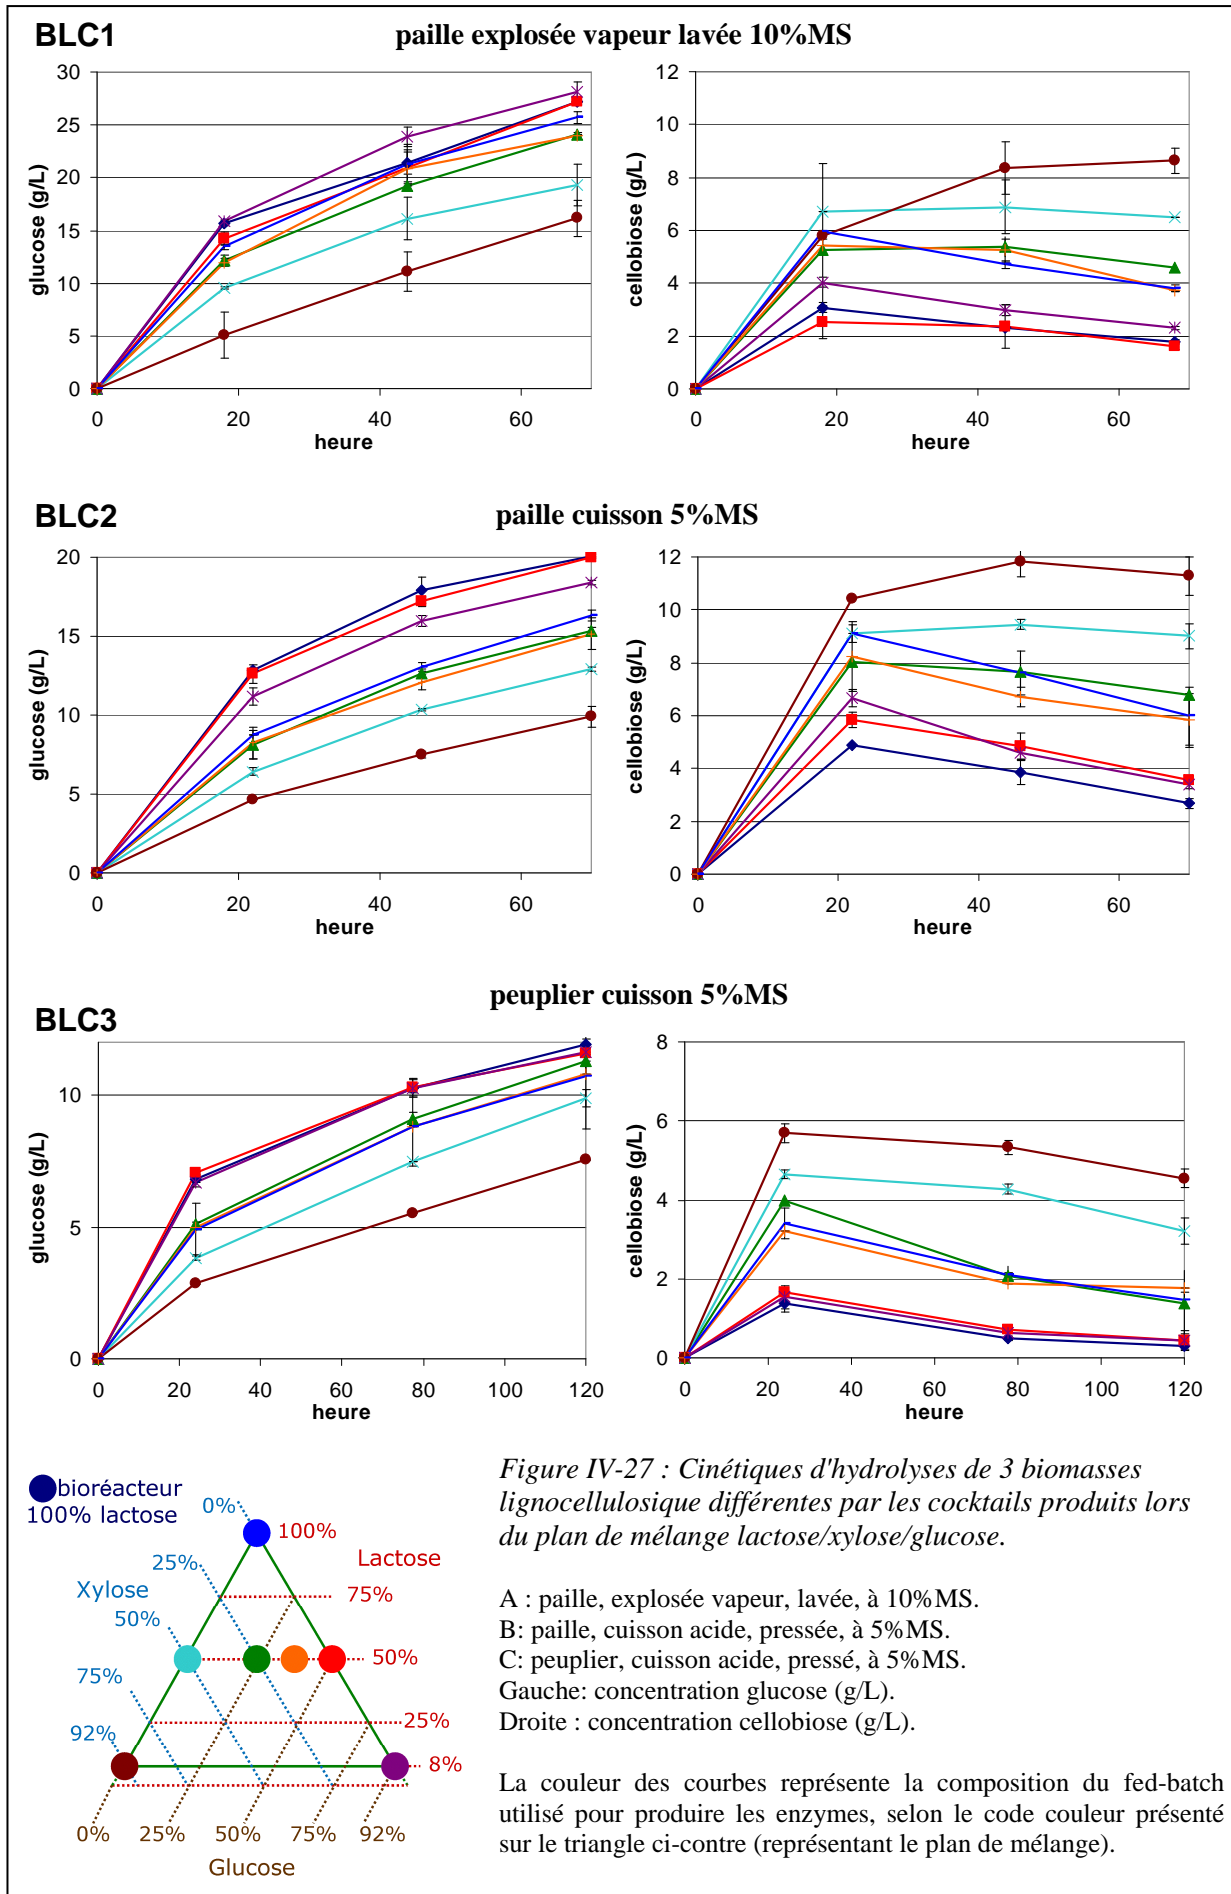 BLC1
paille explosée vapeur lavée 10%MS
30
25
20
15
10
5
0
glucose (g/L)
0 20 40 60
heure
12
10
8
6
4
2
0
cellobiose (g/L)
0 20 40 60
heure
BLC2
paille cuisson 5%MS
20
15
10
5
0
glucose (g/L)
0 20 40 60
heure
12
10
8
6
4
2
0
cellobiose (g/L)
0 20 40 60
heure
BLC3
peuplier cuisson 5%MS
10
5
0
glucose (g/L)
0 20 40 60 80 100 120
heure
8
6
4
2
0
cellobiose (g/L)
0 20 40 60 80 100 120
heure
bioréacteur
100% lactose
0%
100%
25%
Lactose
Xylose
75%
50%
50%
75%
25%
92%
8%
0% 25% 50% 75% 92%
Glucose
Figure IV-27 : Cinétiques d'hydrolyses de 3 biomasses
lignocellulosique différentes par les cocktails produits lors
du plan de mélange lactose/xylose/glucose.
A : paille, explosée vapeur, lavée, à 10%MS.
B: paille, cuisson acide, pressée, à 5%MS.
C: peuplier, cuisson acide, pressé, à 5%MS.
Gauche: concentration glucose (g/L).
Droite : concentration cellobiose (g/L).
La couleur des courbes représente la composition du fed-batch
utilisé pour produire les enzymes, selon le code couleur présenté
sur le triangle ci-contre (représentant le plan de mélange).